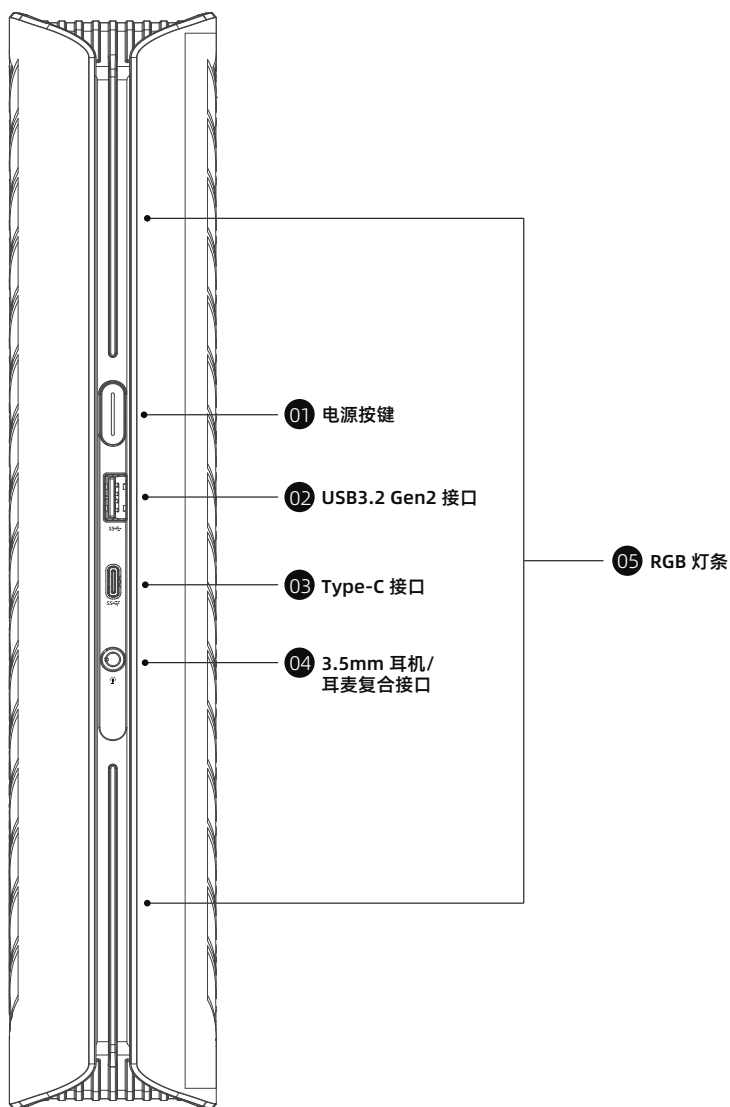 01 电源按键
02 USB3.2 Gen2 接口
03 Type-C 接口
05 RGB 灯条
04 3.5mm 耳机/
耳麦复合接口